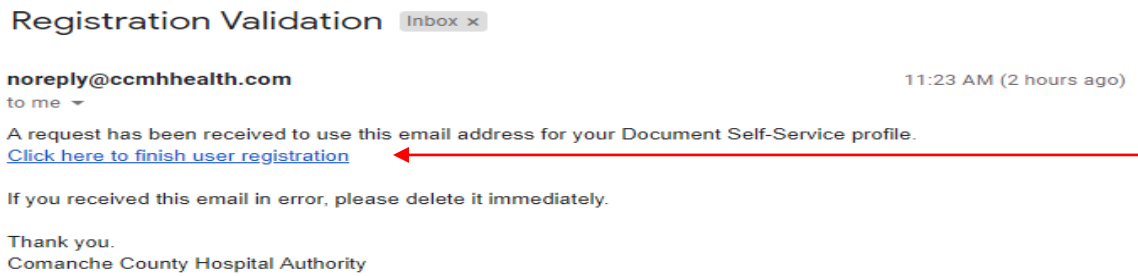 Registration Validation Inbox x
noreply@ccmhhealth.com 11:23 AM (2 hours ago)
to me
A request has been received to use this email address for your Document Self-Service profile.
Click here to finish user registration
If you received this email in error, please delete it immediately.
Thank you.
Comanche County Hospital Authority